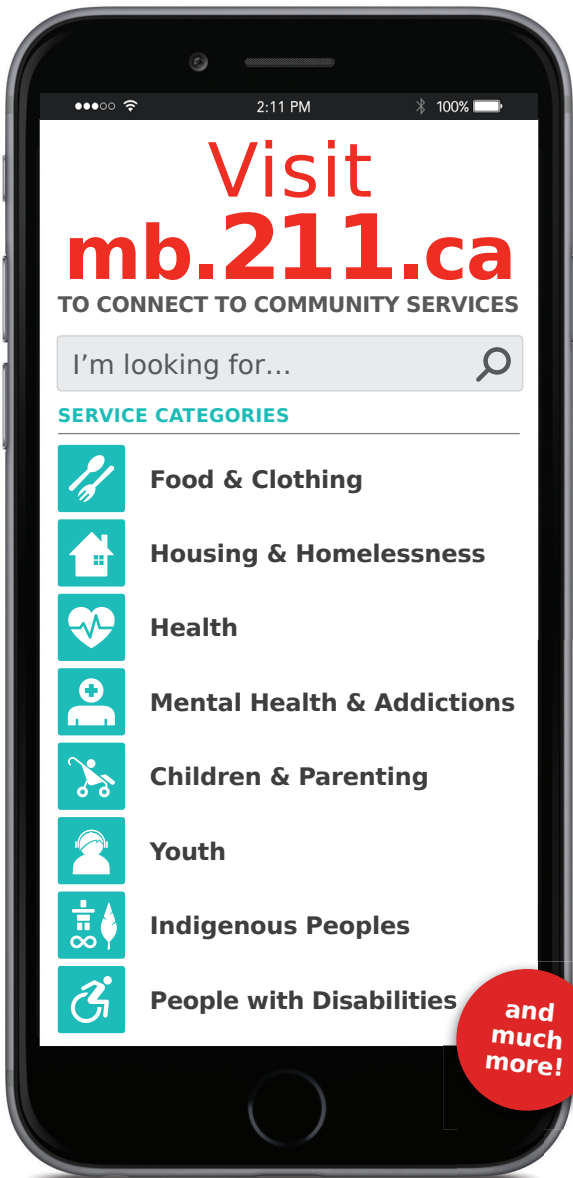 2:11 PM 100%
Visit
mb.211.ca
TO CONNECT TO COMMUNITY SERVICES
I'm looking for...
SERVICE CATEGORIES
Food & Clothing
Housing & Homelessness
Health
Mental Health & Addictions
Children & Parenting
Youth
Indigenous Peoples
People with Disabilities
and
much
more!